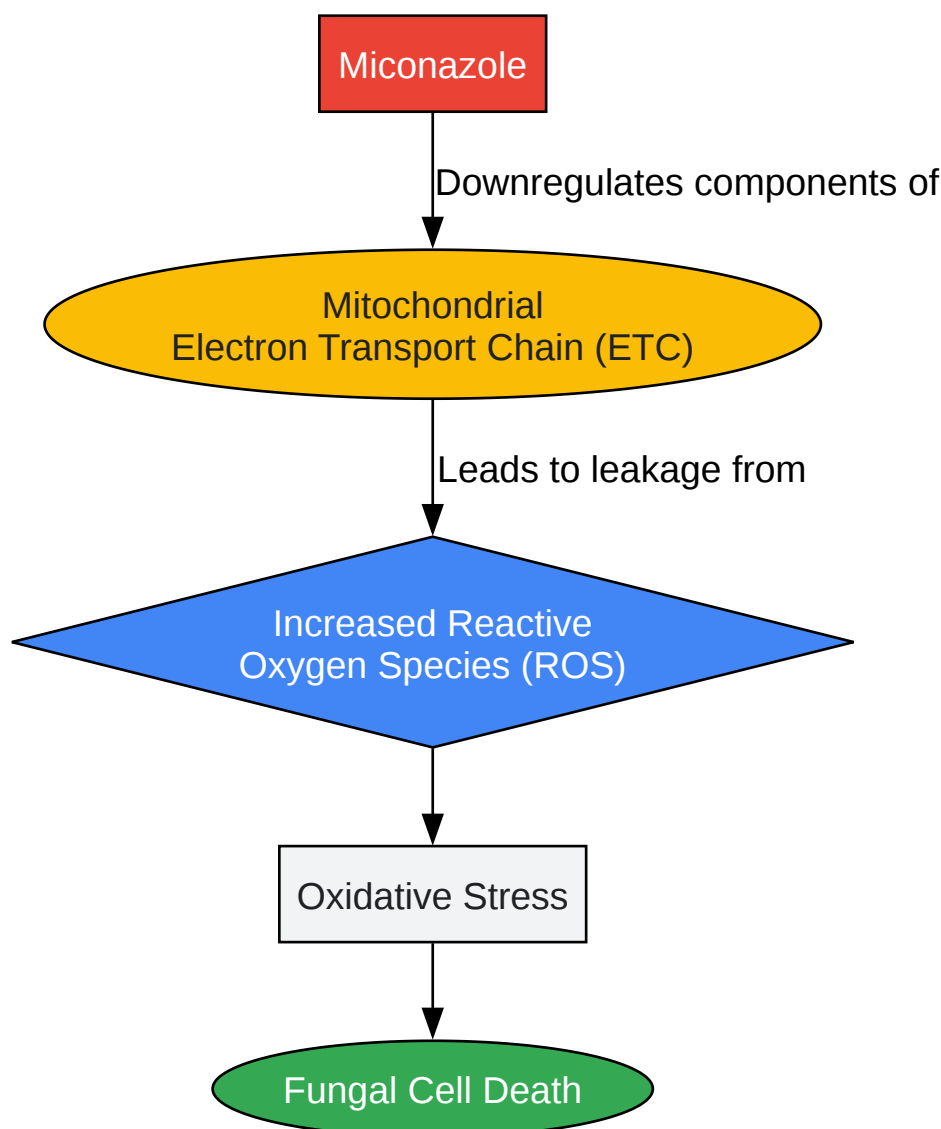 Miconazole
Downregulates components of
Mitochondrial
Electron Transport Chain (ETC)
Leads to leakage from
Increased Reactive
Oxygen Species (ROS)
Oxidative Stress
Fungal Cell Death